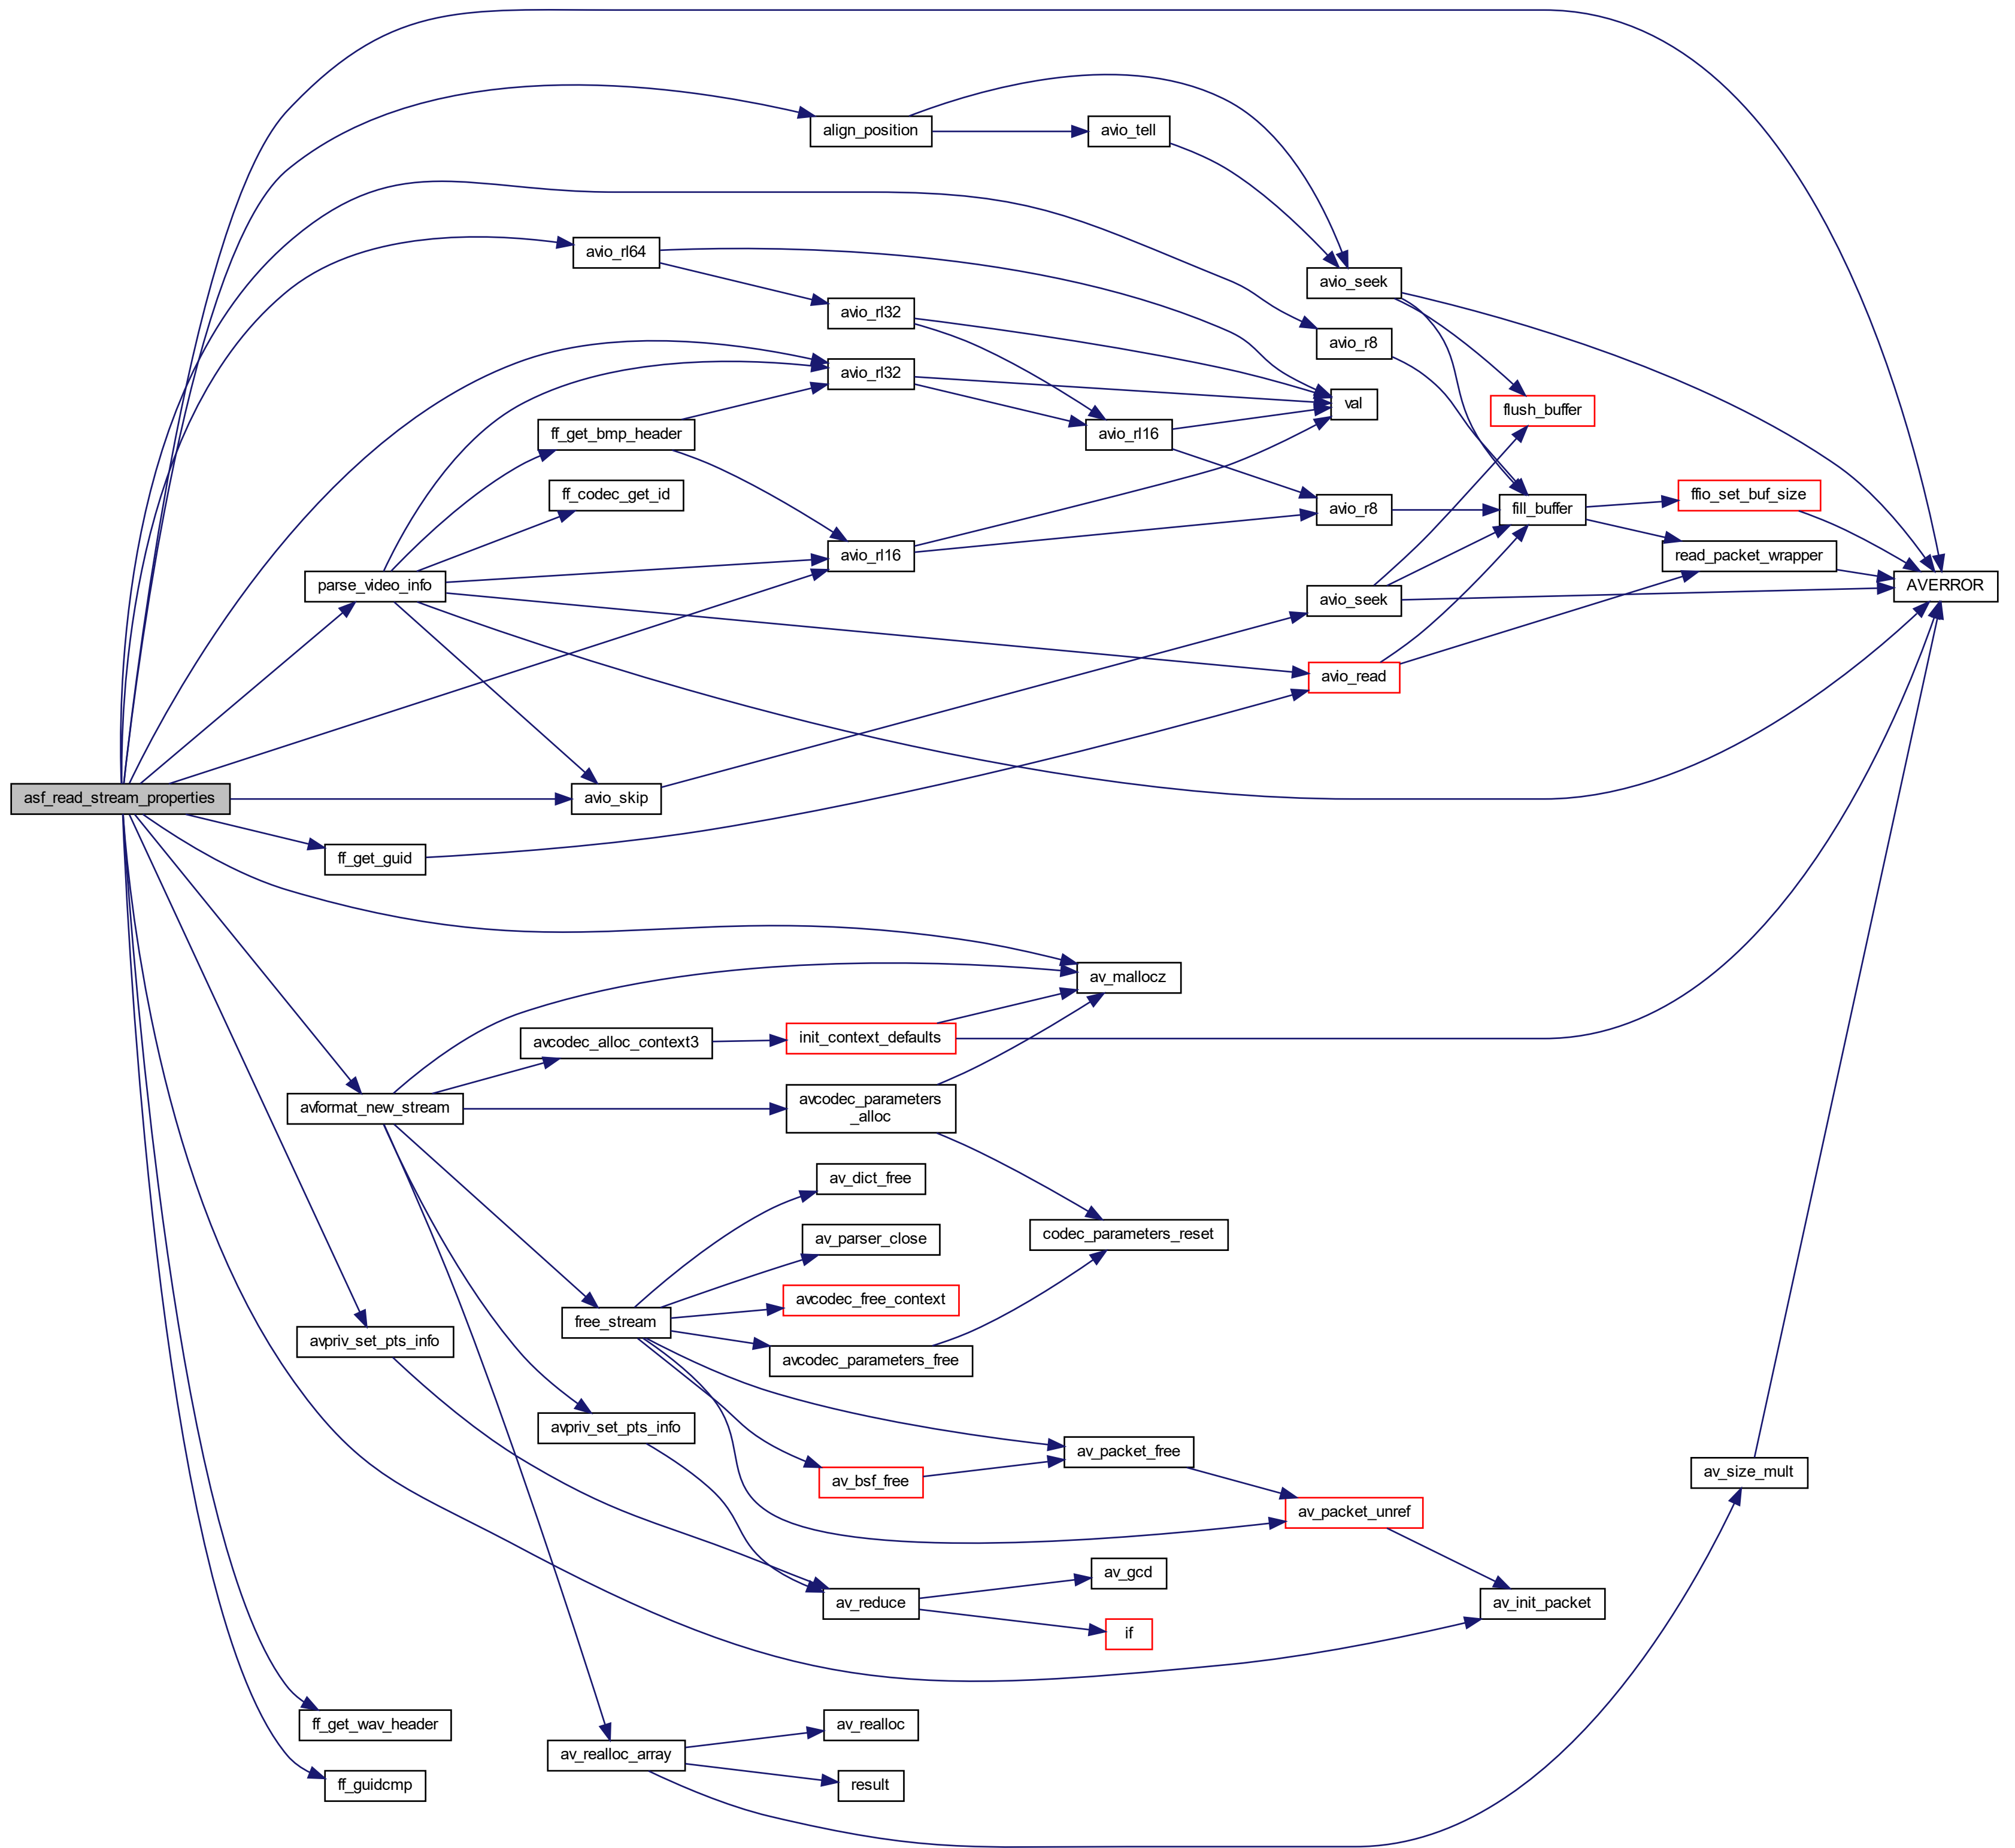 align_position
avio_tell
avio_rl64
avio_seek
avio_rl32
avio_r8
avio_rl32
val
flush_buffer
ff_get_bmp_header
avio_rl16
ff_codec_get_id
ffio_set_buf_size
avio_r8
fill_buffer
avio_rl16
read_packet_wrapper
parse_video_info
AVERROR
avio_seek
avio_read
asf_read_stream_properties
avio_skip
ff_get_guid
av_mallocz
avcodec_alloc_context3
init_context_defaults
avformat_new_stream
avcodec_parameters
_alloc
av_dict_free
codec_parameters_reset
av_parser_close
avcodec_free_context
free_stream
avpriv_set_pts_info
avcodec_parameters_free
avpriv_set_pts_info
av_packet_free
av_size_mult
av_bsf_free
av_packet_unref
av_gcd
av_reduce
av_init_packet
if
ff_get_wav_header
av_realloc
av_realloc_array
ff_guidcmp
result